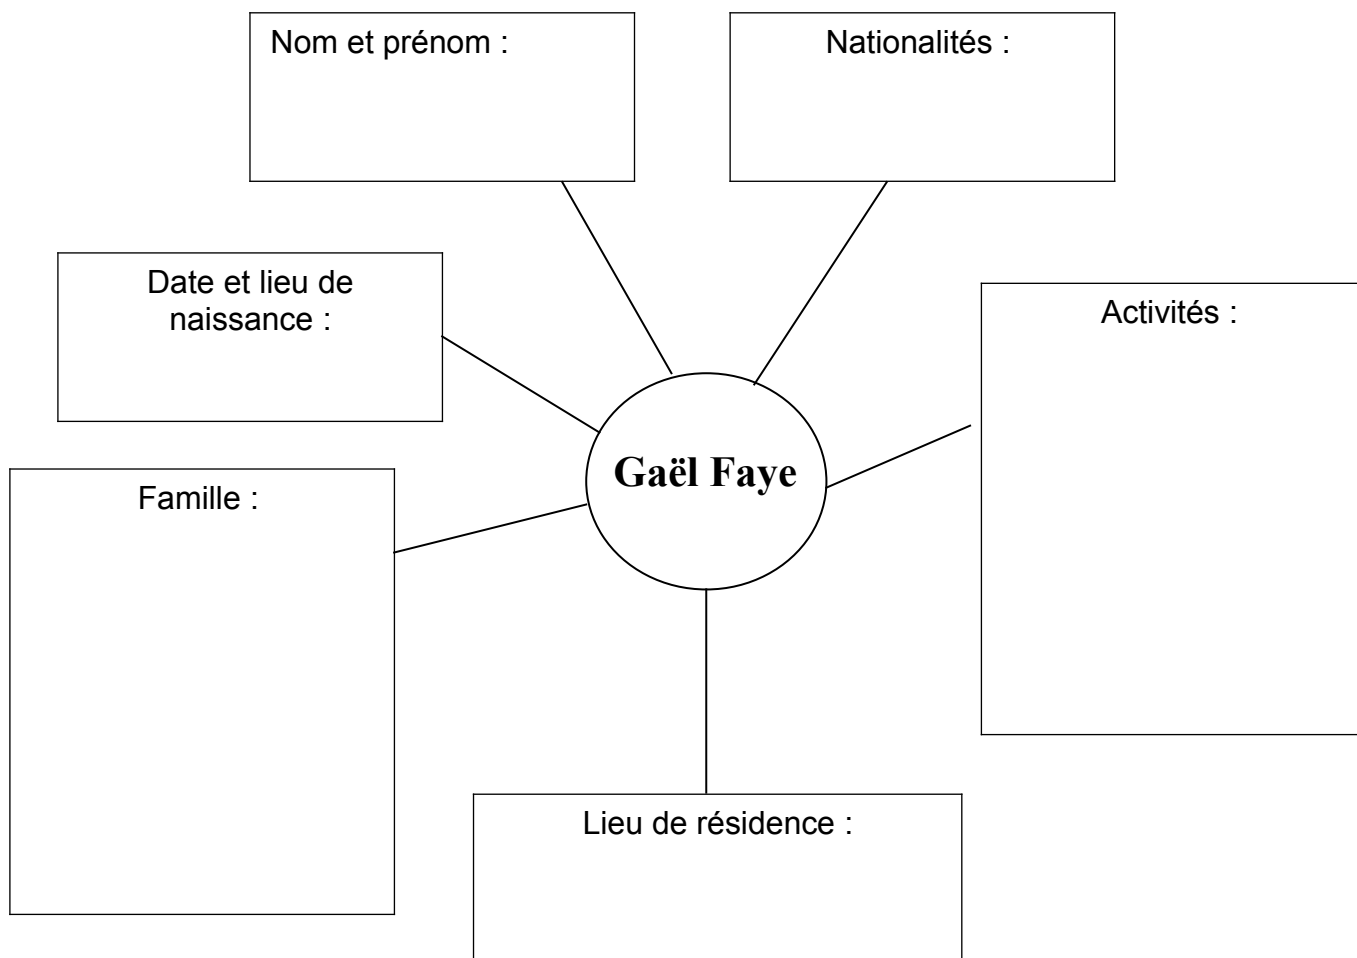 Nom et prénom :
Nationalités :
Date et lieu de
naissance :
Activités :
Gaël Faye
Famille :
Lieu de résidence :